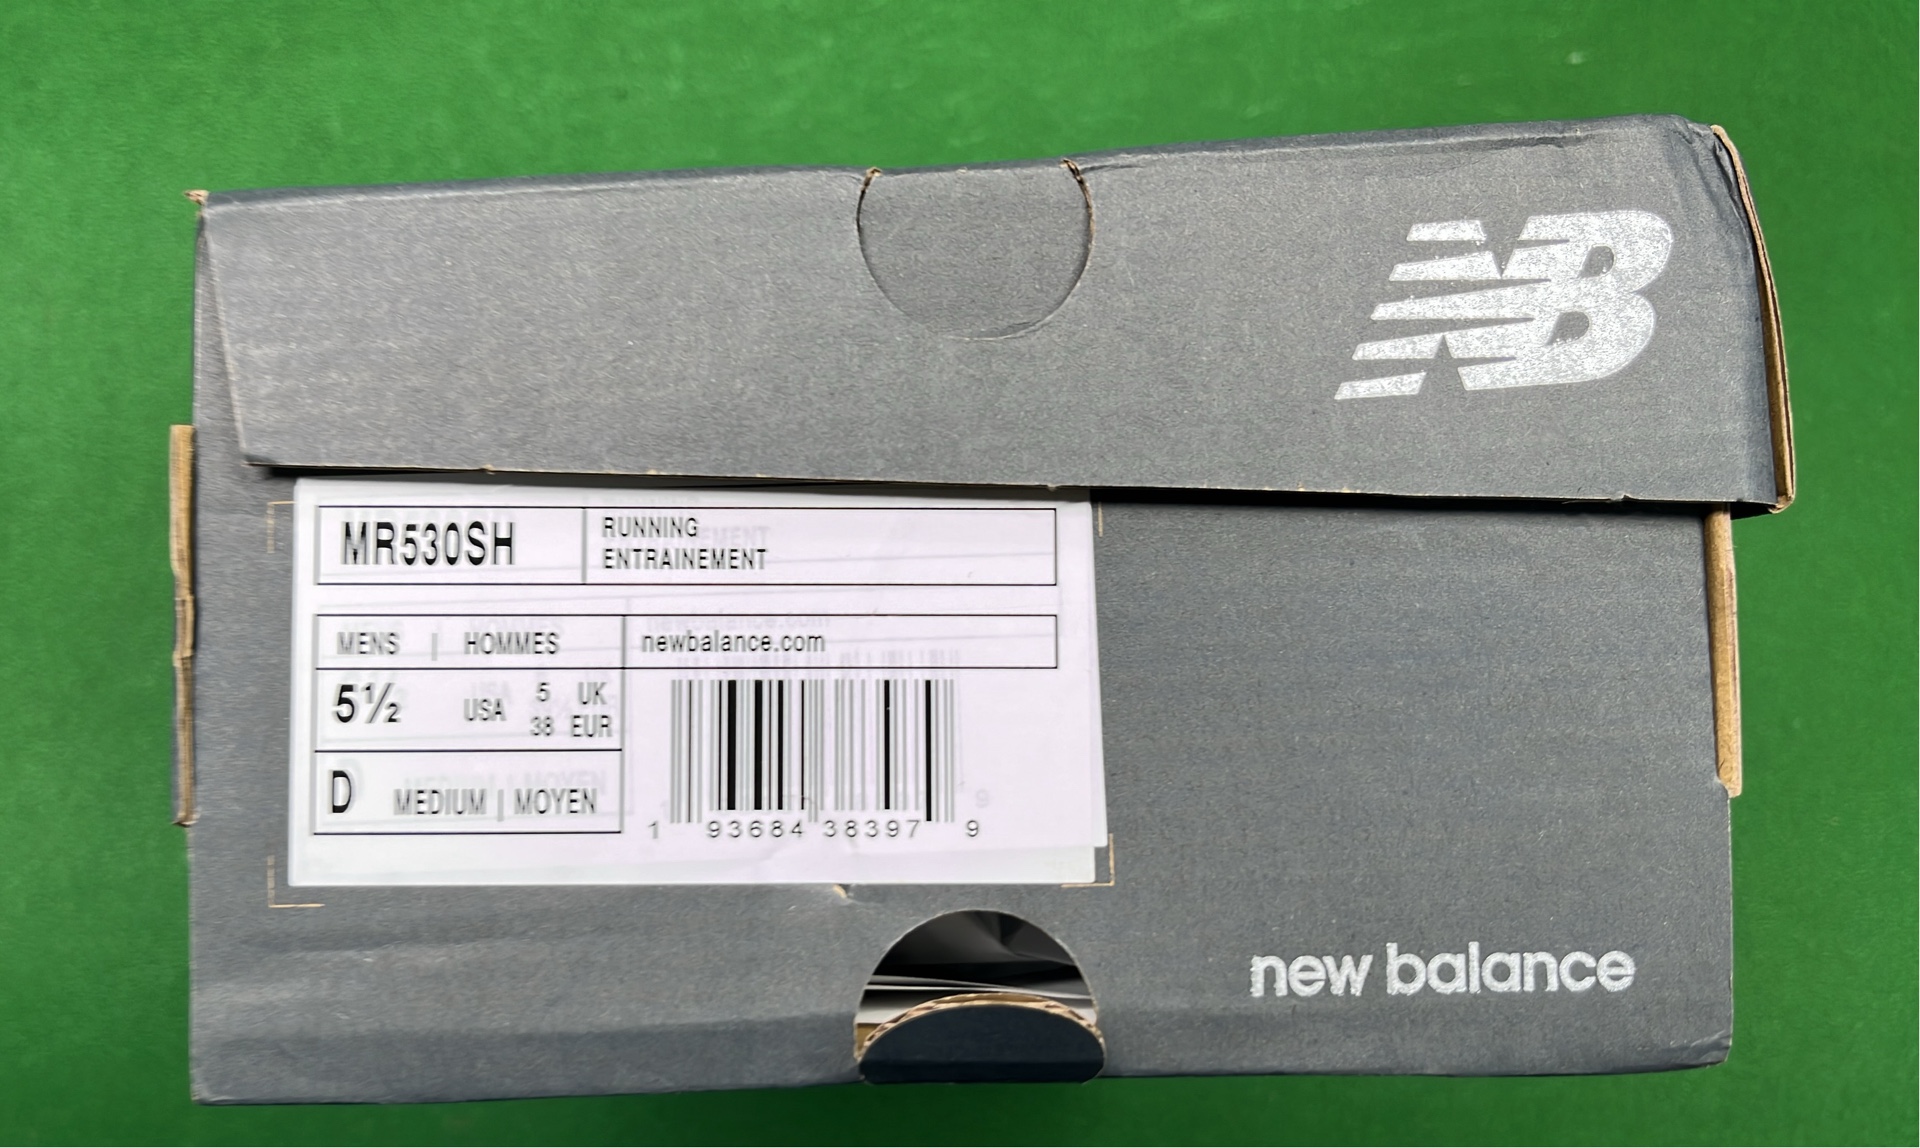 NB
MR530SH
RUNNING
ENTRAINEMENT
MENS | HOMMES
newbalance.com
5½ USA 5 UK
38 EUR
D MEDIUM | MOYEN
1 93684 38397 9
new balance